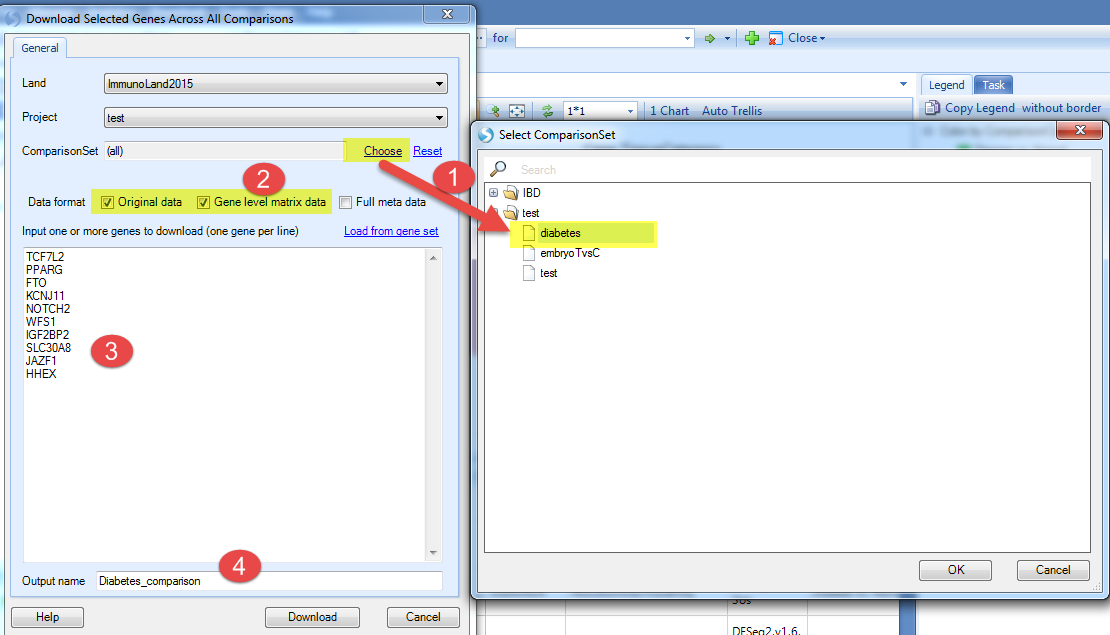 Download Selected Genes Across All Comparisons
General
Land
ImmunoLand2015
Project
test
ComparisonSet
(all)
Choose
Reset
1
2
Data format
Original data
Gene level matrix data
Full meta data
Input one or more genes to download (one gene per line)
Load from gene set
TCF7L2
PPARG
FTO
KCNJ11
NOTCH2
WFS1
IGF2BP2
SLC30A8
JAZF1
HHEX
3
4
Output name
Diabetes_comparison
Help
Download
Cancel
for
Close
1*1
1 Chart
Auto Trellis
Legend
Task
Copy Legend
without border
Select ComparisonSet
Search
IBD
test
diabetes
embryoTvsC
test
OK
Cancel
DESeq2.v1.6.